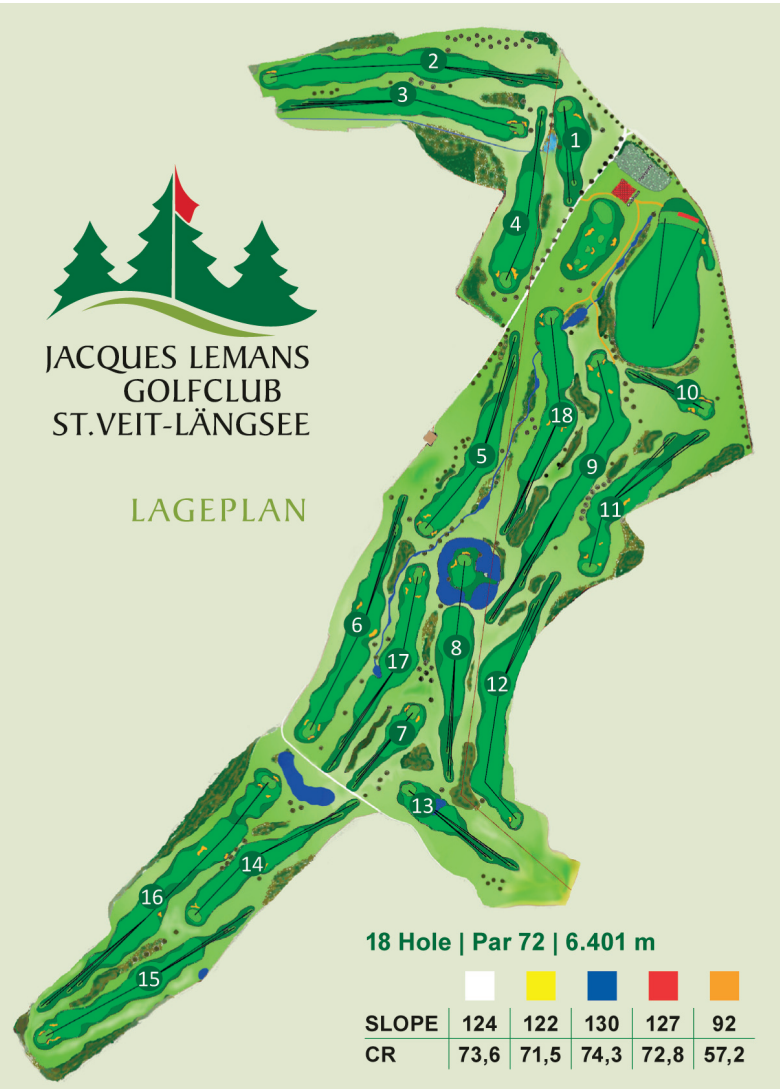 2
3
1
4
JACQUES LEMANS
GOLFCLUB
ST.VEIT-LÄNGSEE
LAGEPLAN
10
18
5
9
11
6
17
8
12
7
13
14
16
15
18 Hole | Par 72 | 6.401 m
SLOPE 124 122 130 127 92
CR 73,6 71,5 74,3 72,8 57,2